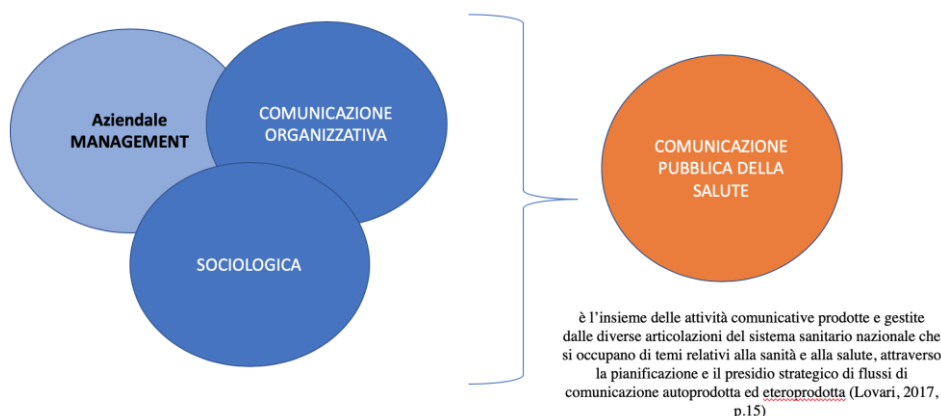 Aziendale
MANAGEMENT
COMUNICAZIONE
ORGANIZZATIVA
SOCIOLOGICA
COMUNICAZIONE
PUBBLICA DELLA
SALUTE
è l’insieme delle attività comunicative prodotte e gestite
dalle diverse articolazioni del sistema sanitario nazionale che
si occupano di temi relativi alla sanità e alla salute, attraverso
la pianificazione e il presidio strategico di flussi di
comunicazione autoprodotta ed eteroprodotta (Lovari, 2017,
p.15)